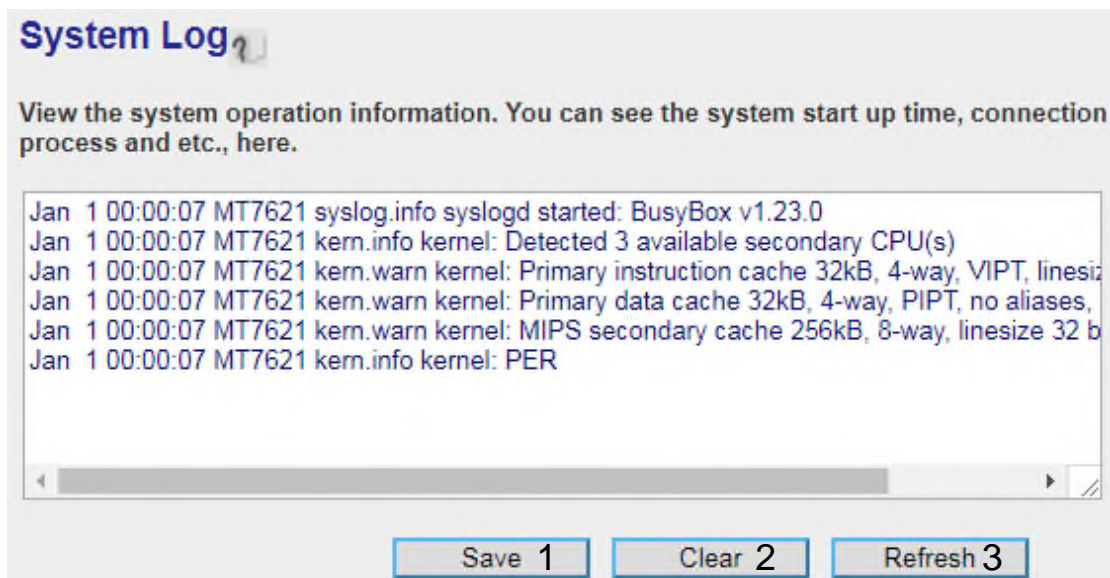 System Log
View the system operation information. You can see the system start up time, connection
process and etc., here.
Jan 1 00:00:07 MT7621 syslog.info syslogd started: BusyBox v1.23.0
Jan 1 00:00:07 MT7621 kern.info kernel: Detected 3 available secondary CPU(s)
Jan 1 00:00:07 MT7621 kern.warn kernel: Primary instruction cache 32kB, 4-way, VIPT, linesiz
Jan 1 00:00:07 MT7621 kern.warn kernel: Primary data cache 32kB, 4-way, PIPT, no aliases,
Jan 1 00:00:07 MT7621 kern.warn kernel: MIPS secondary cache 256kB, 8-way, linesize 32 b
Jan 1 00:00:07 MT7621 kern.info kernel: PER
Save 1 Clear 2 Refresh 3